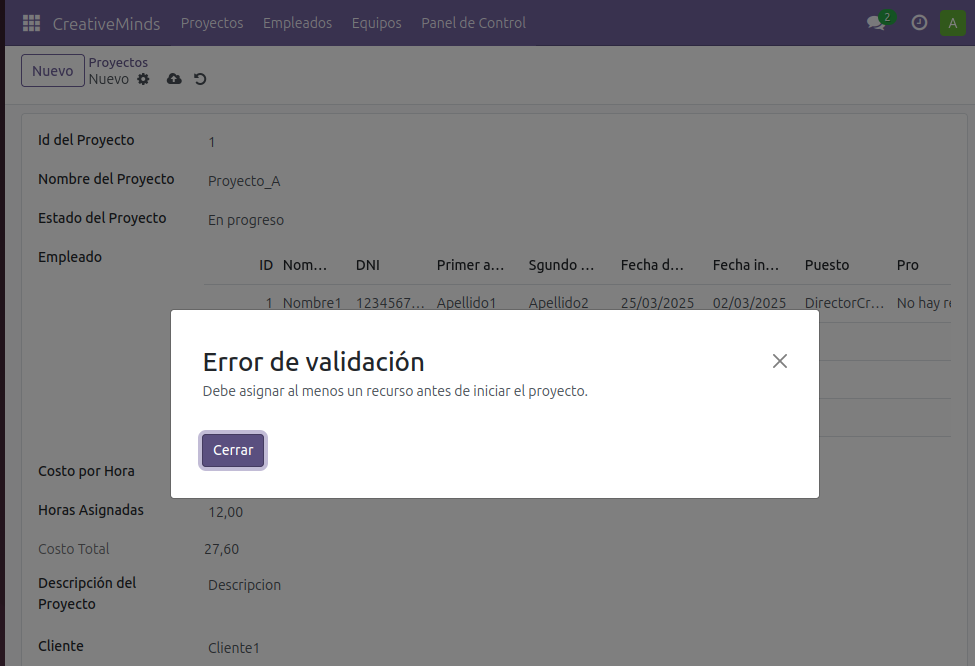 CreativeMinds Proyectos Empleados Equipos Panel de Control 2 A
Nuevo Proyectos
Nuevo
Id del Proyecto 1
Nombre del Proyecto Proyecto_A
Estado del Proyecto En progreso
Empleado
ID Nom... DNI Primer a... Sgundo ... Fecha d... Fecha in... Puesto Pro
1 Nombre1 1234567... Apellido1 Apellido2 25/03/2025 02/03/2025 DirectorCr... No hay re
Error de validación
Debe asignar al menos un recurso antes de iniciar el proyecto.
Cerrar
Costo por Hora
Horas Asignadas 12,00
Costo Total 27,60
Descripción del Descripcion
Proyecto
Cliente Cliente1